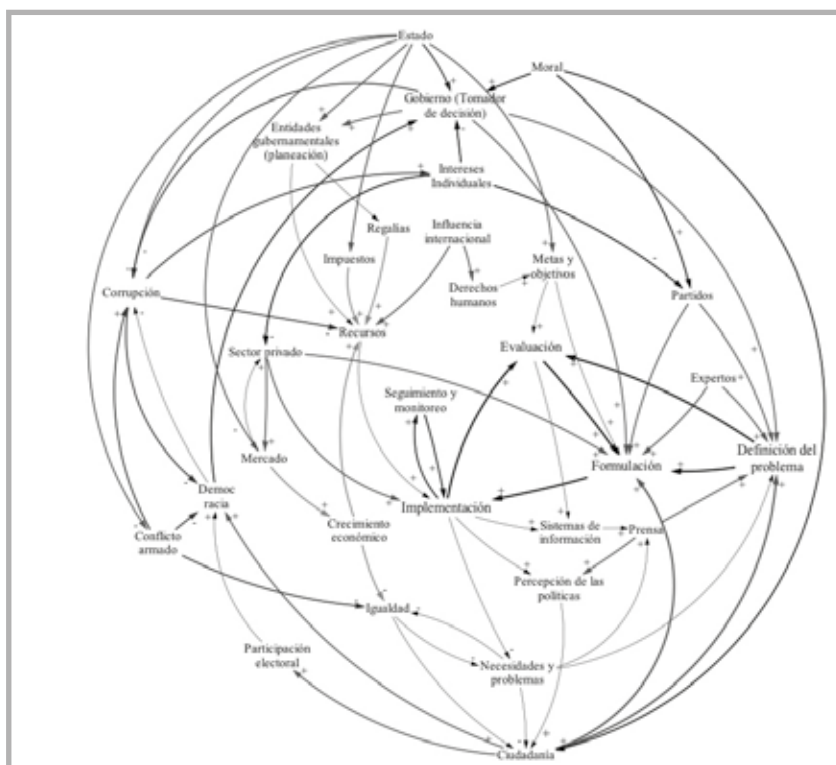 Estado
Moral
Gobierno (Tomador
de decisión)
Entidades
gubernamentales
(planeación)
Intereses
Individuales
Regalías
Influencia
internacional
Impuestos
Metas y
objetivos
Derechos
humanos
Corrupción
Partidos
Recursos
Sector privado
Evaluación
Expertos
Seguimiento y
monitoreo
Mercado
Formulación
Definición del
problema
Democ
racia
Implementación
Crecimiento
económico
Sistemas de
información
Prensa
Conflicto
armado
Percepción de las
políticas
Igualdad
Participación
electoral
Necesidades y
problemas
Ciudadanía